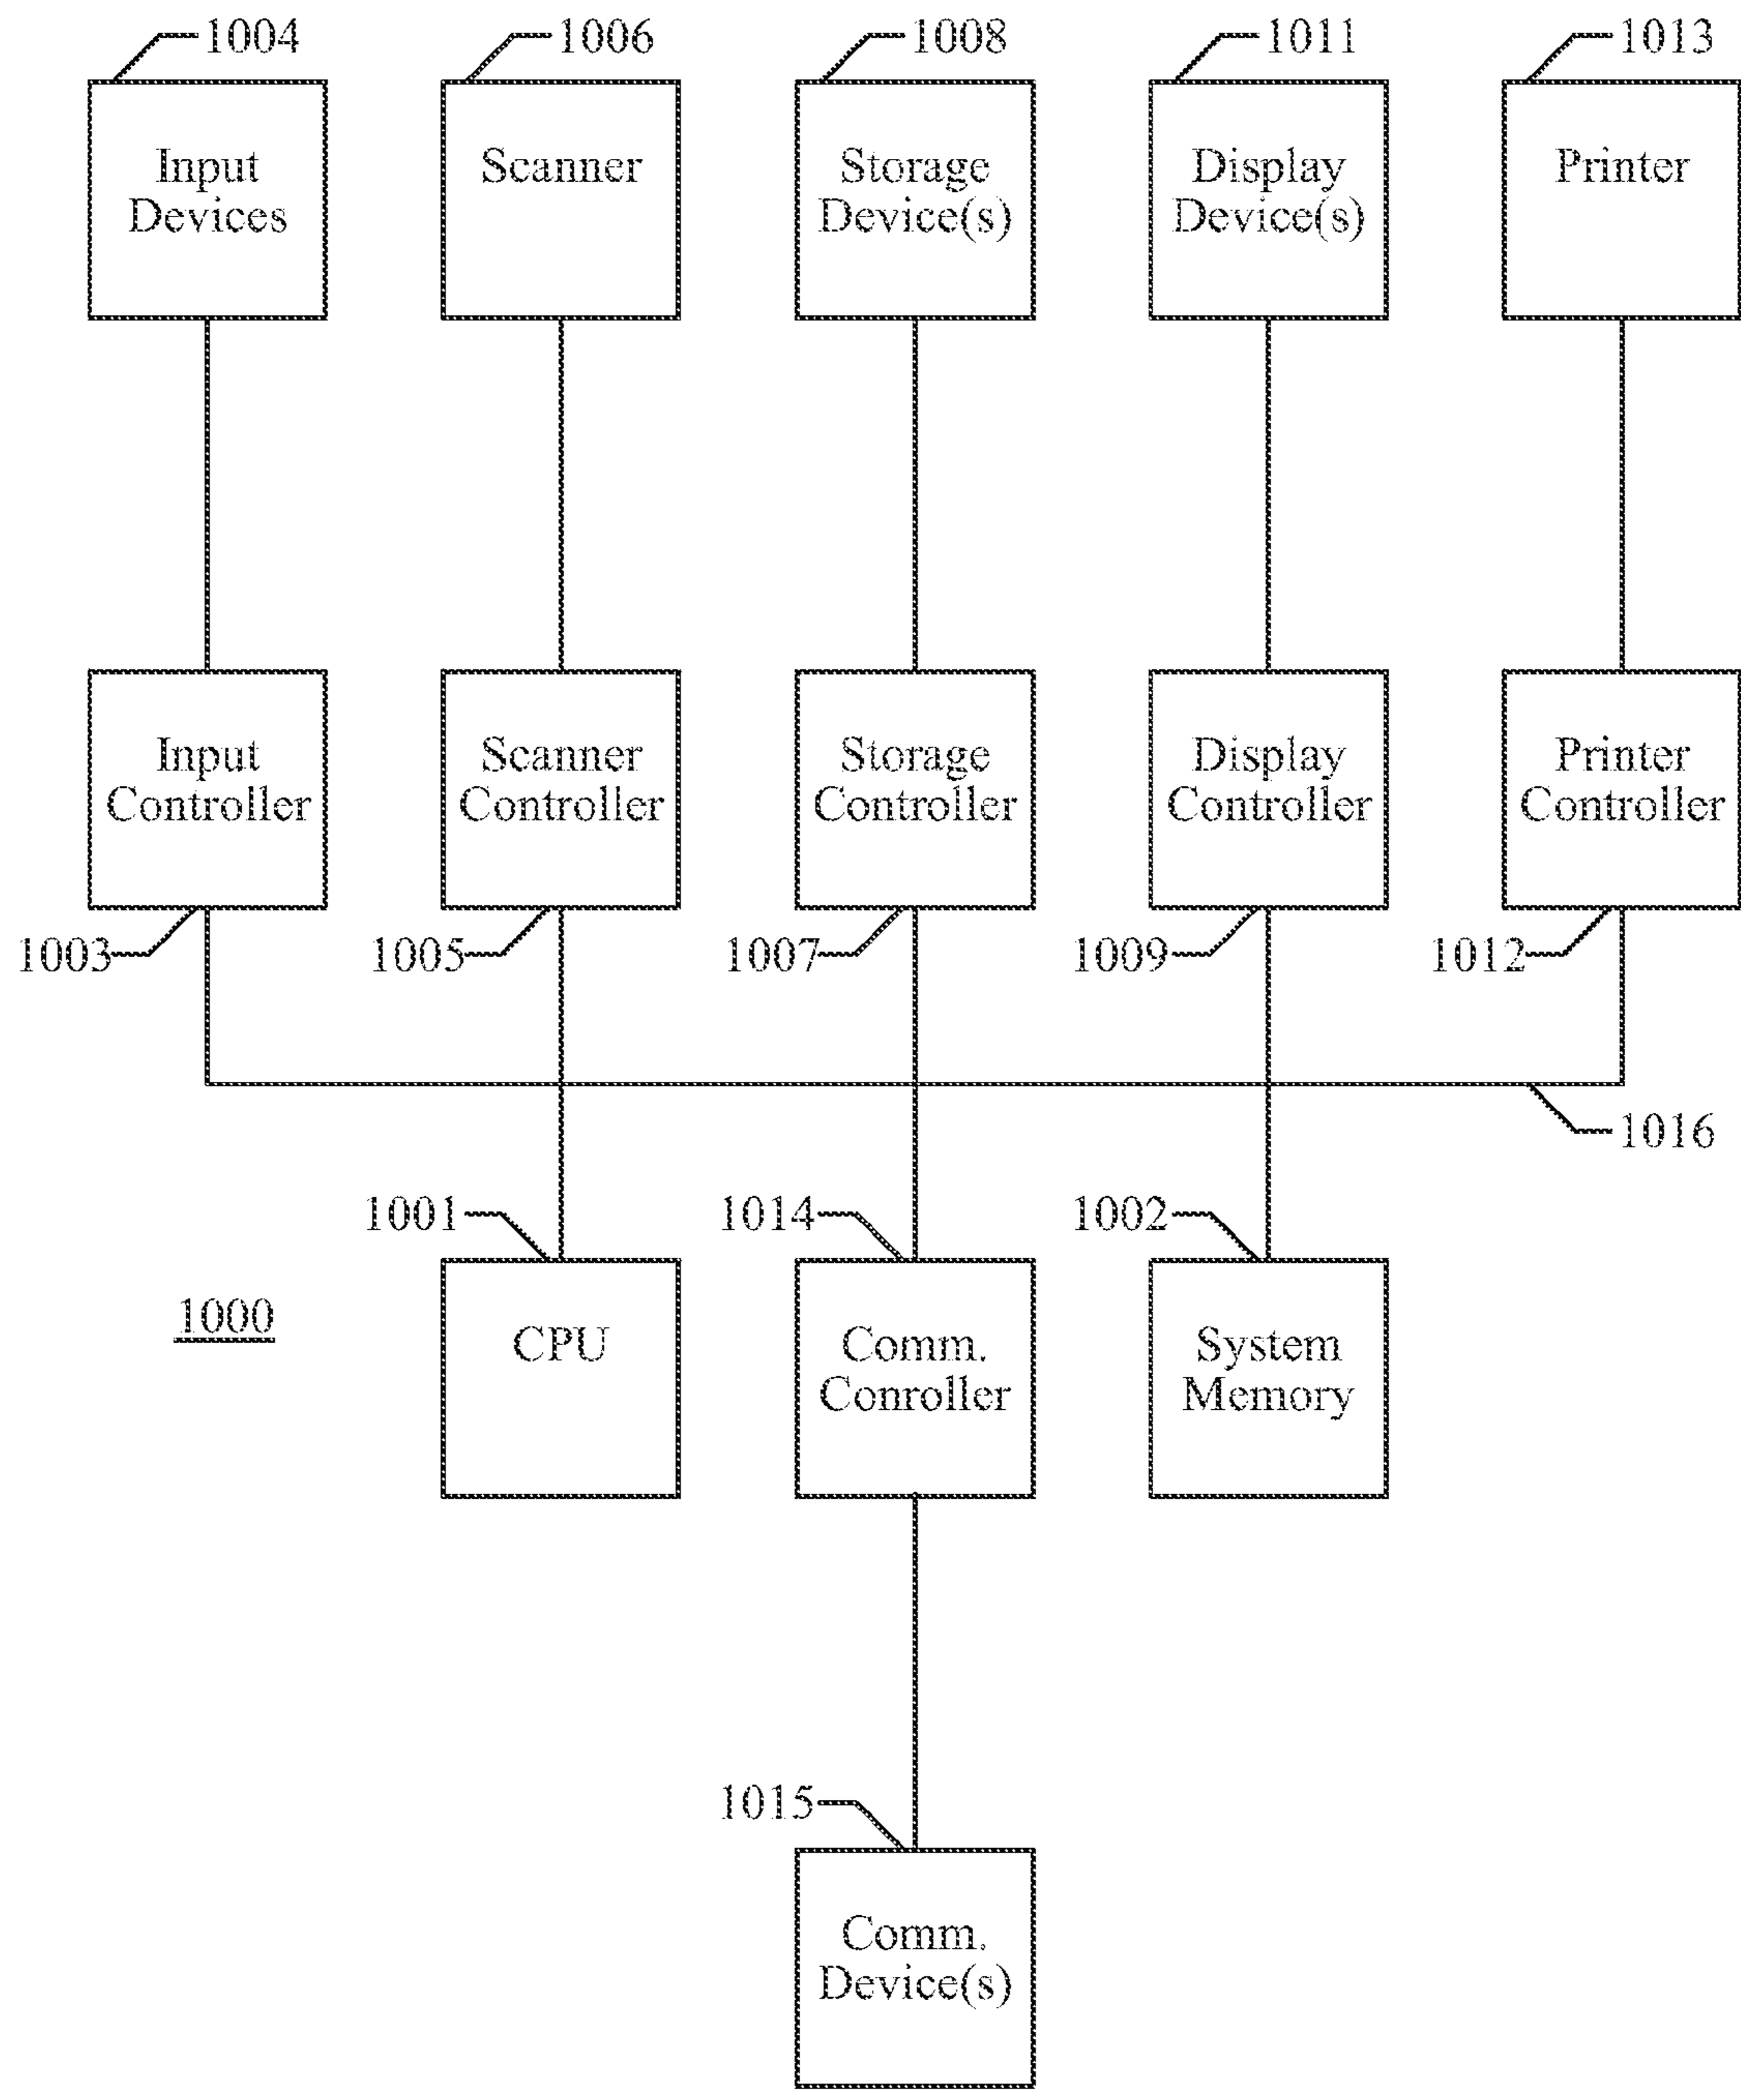 1004
1006
1008
1011
1013
Input
Devices
Scanner
Storage
Device(s)
Display
Device(s)
Printer
Input
Controller
Scanner
Controller
Storage
Controller
Display
Controller
Printer
Controller
1003
1005
1007
1009
1012
1016
1001
1014
1002
1000
CPU
Comm.
Conroller
System
Memory
1015
Comm.
Device(s)